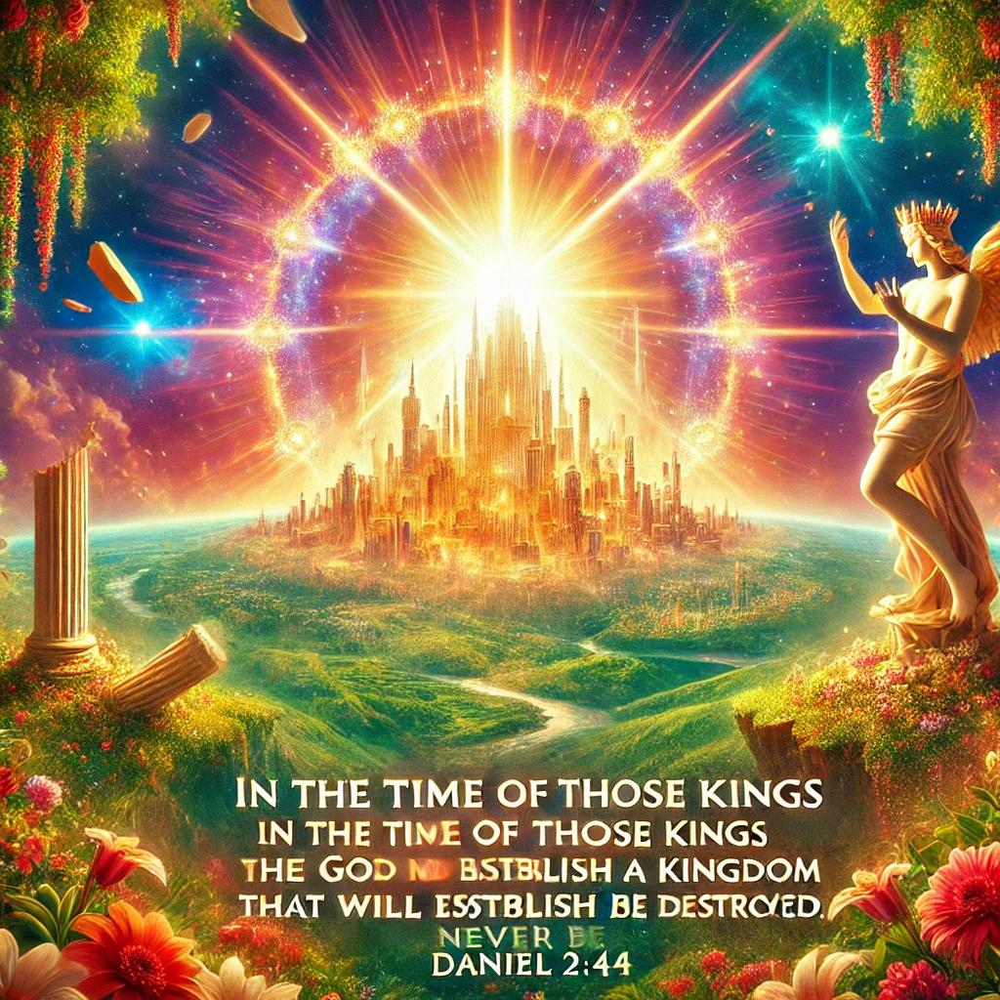 IN THE TIME OF THOSE KINGS
IN THE TIME OF THOSE KINGS
THE GOD BSTBLISH A KINGDOM
THAT WILL ESSTBLISH BE DESTROYED.
NEVER BE
DANIEL 2:44